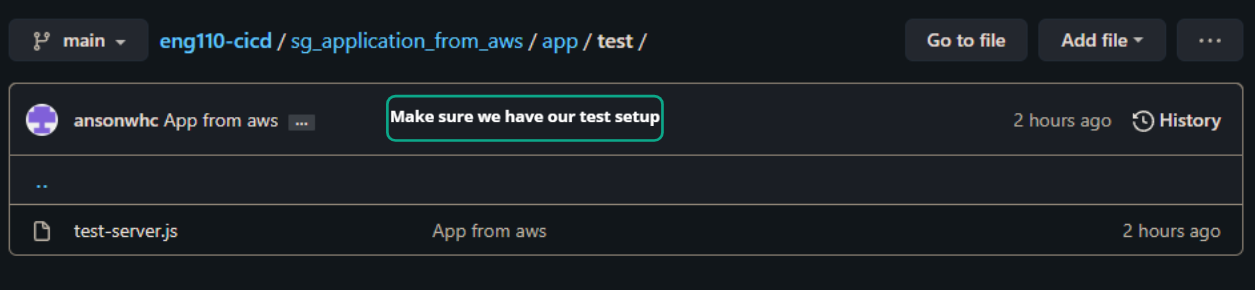 main eng110-cicd / sg_application_from_aws / app / test / Go to file Add file ...
ansonwhc App from aws ... Make sure we have our test setup 2 hours ago History
..
test-server.js App from aws 2 hours ago